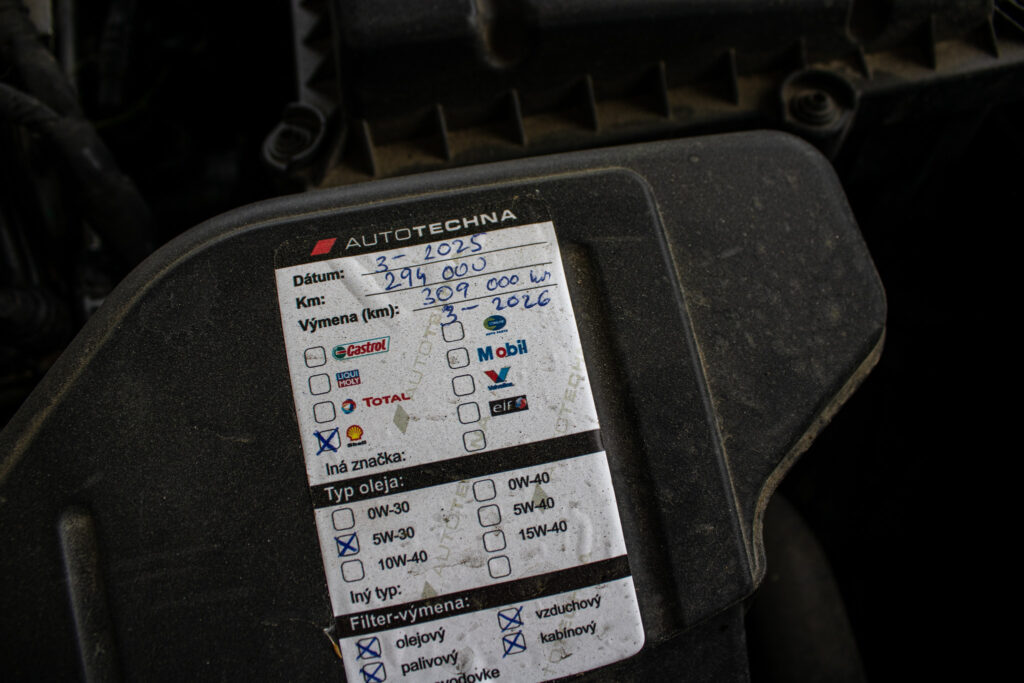 AUTOTECHNA
Dátum: 3 - 2025
Km: 294 000
Výmena (km): 309 000 km
3 - 2026
Castrol
LIQUI MOLY Mobil
TOTAL Valvoline
Shell elf
Iná značka:
Typ oleja:
0W-30 0W-40
5W-30 5W-40
10W-40 15W-40
Iný typ:
Filter-výmena:
olejový vzduchový
palivový kabínový